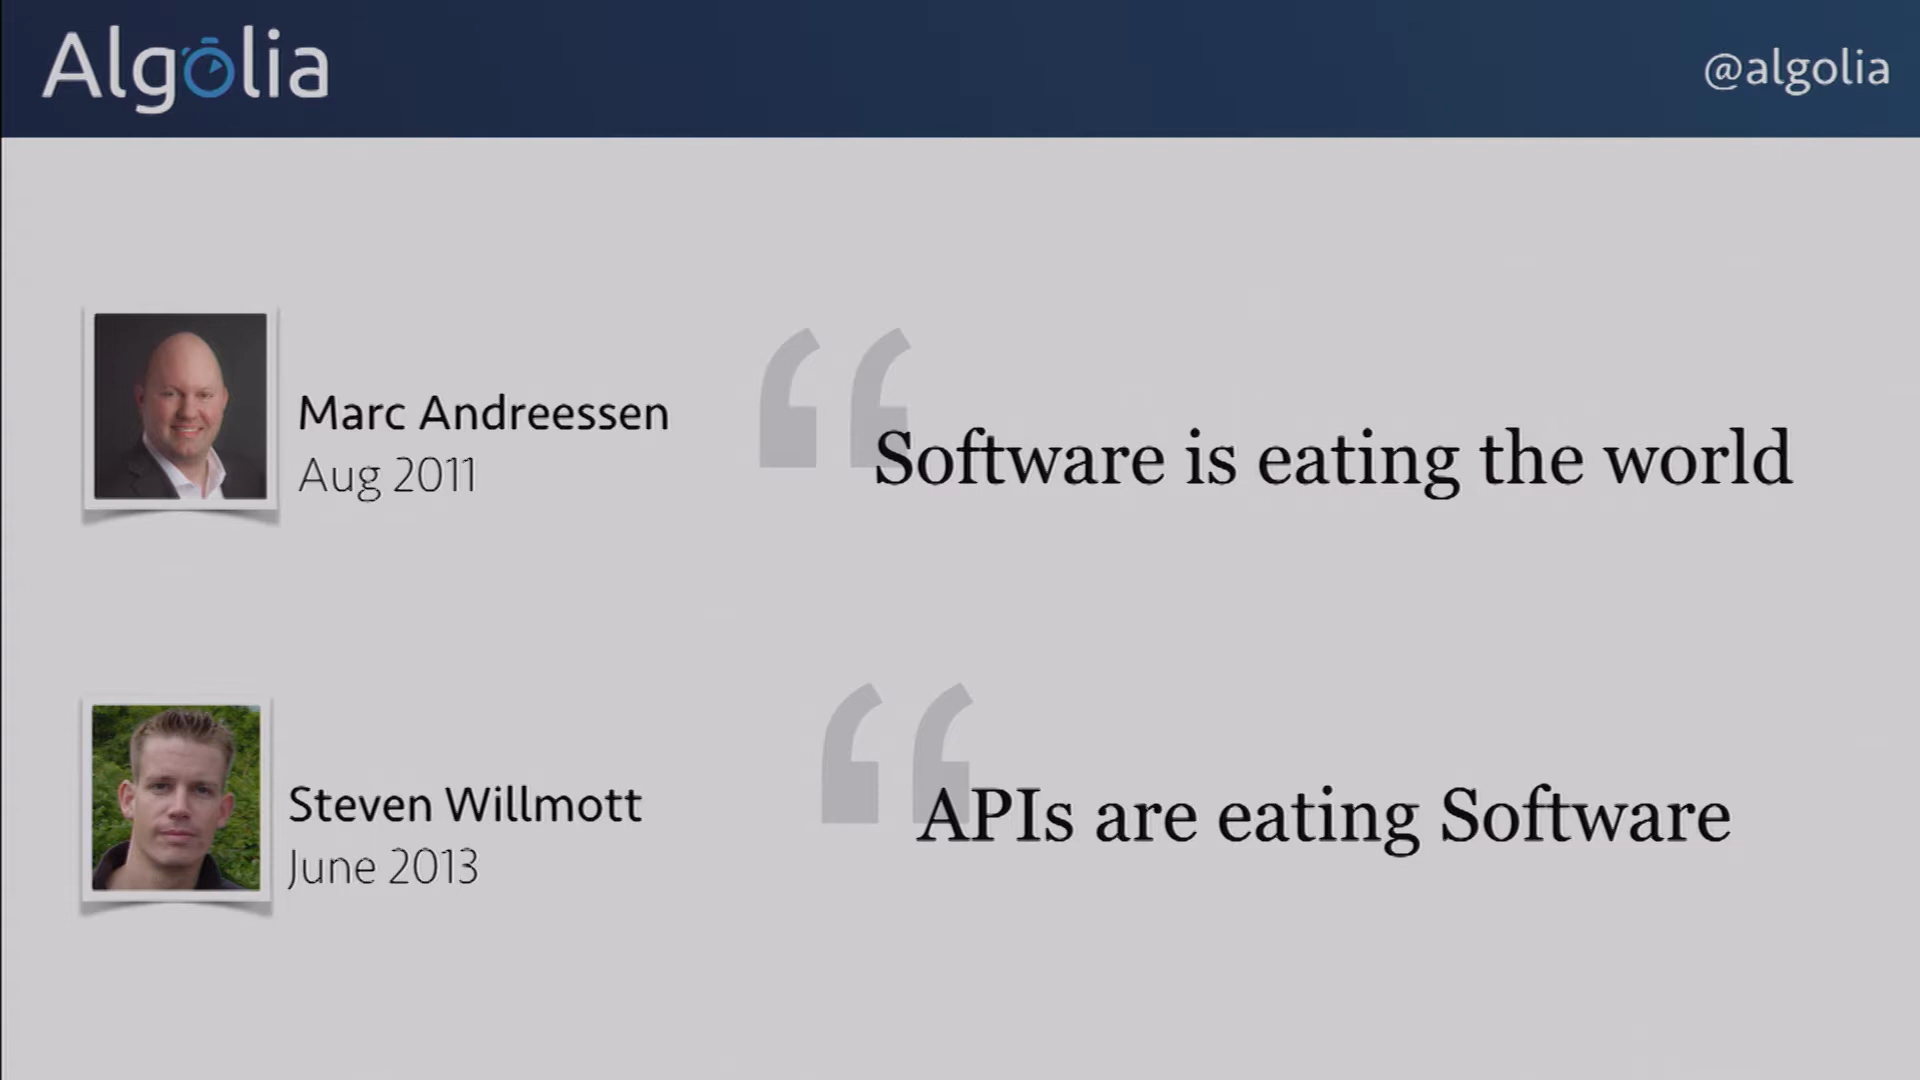 Algolia
@algolia
Marc Andreessen
Aug 2011
“
Software is eating the world
Steven Willmott
June 2013
“
APIs are eating Software